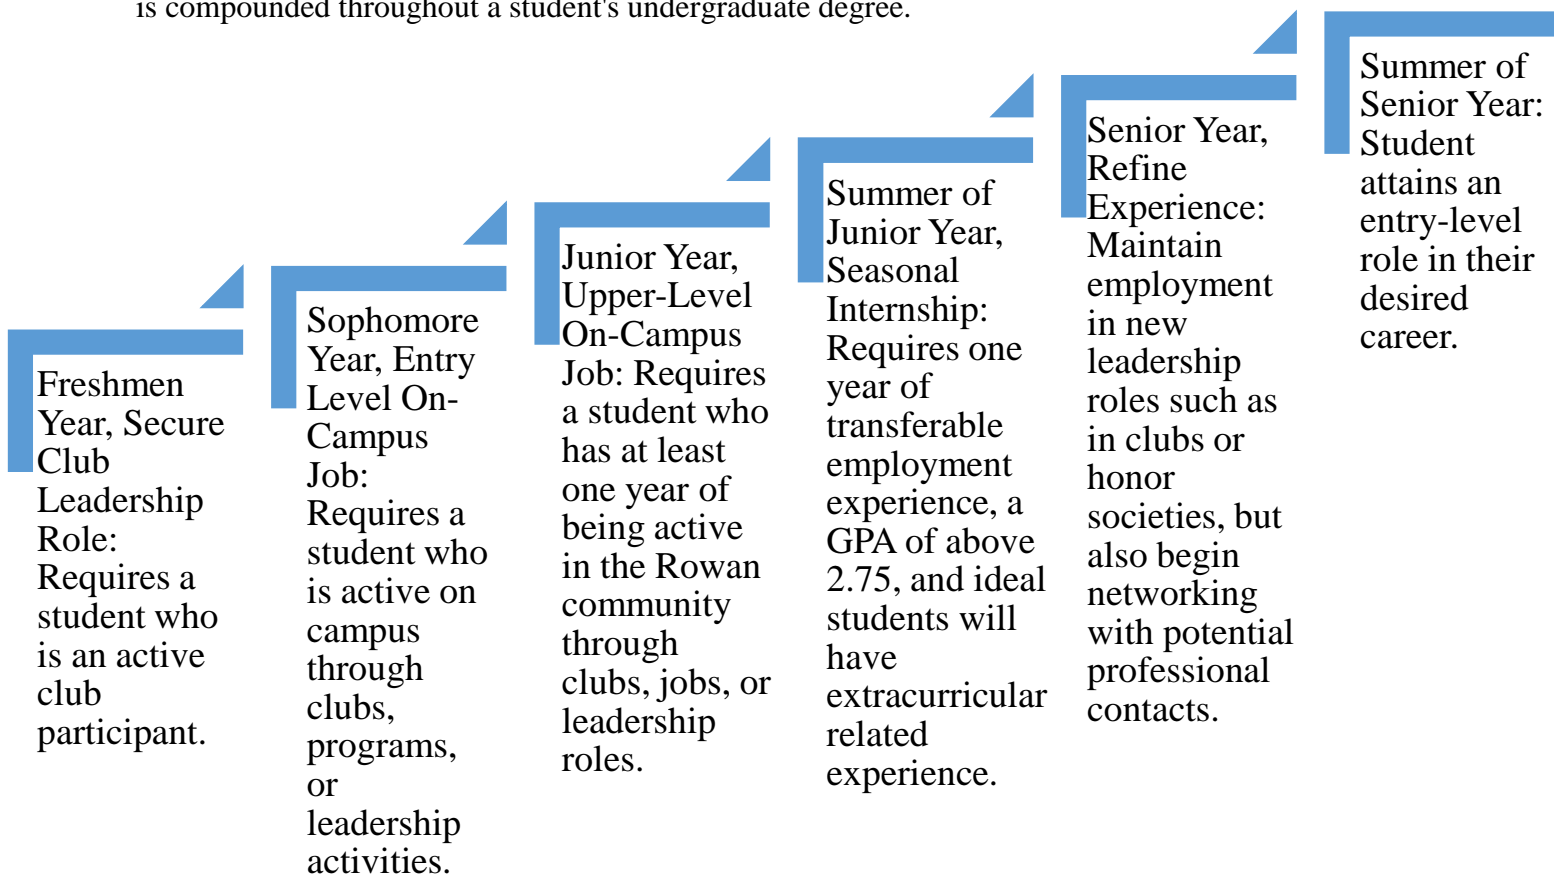 is compounded throughout a student's undergraduate degree.
Freshmen
Year, Secure
Club
Leadership
Role:
Requires a
student who
is an active
club
participant.
Sophomore
Year, Entry
Level On-
Campus
Job:
Requires a
student who
is active on
campus
through
clubs,
programs,
or
leadership
activities.
Junior Year,
Upper-Level
On-Campus
Job: Requires
a student who
has at least
one year of
being active
in the Rowan
community
through
clubs, jobs, or
leadership
roles.
Summer of
Junior Year,
Seasonal
Internship:
Requires one
year of
transferable
employment
experience, a
GPA of above
2.75, and ideal
students will
have
extracurricular
related
experience.
Senior Year,
Refine
Experience:
Maintain
employment
in new
leadership
roles such as
in clubs or
honor
societies, but
also begin
networking
with potential
professional
contacts.
Summer of
Senior Year:
Student
attains an
entry-level
role in their
desired
career.